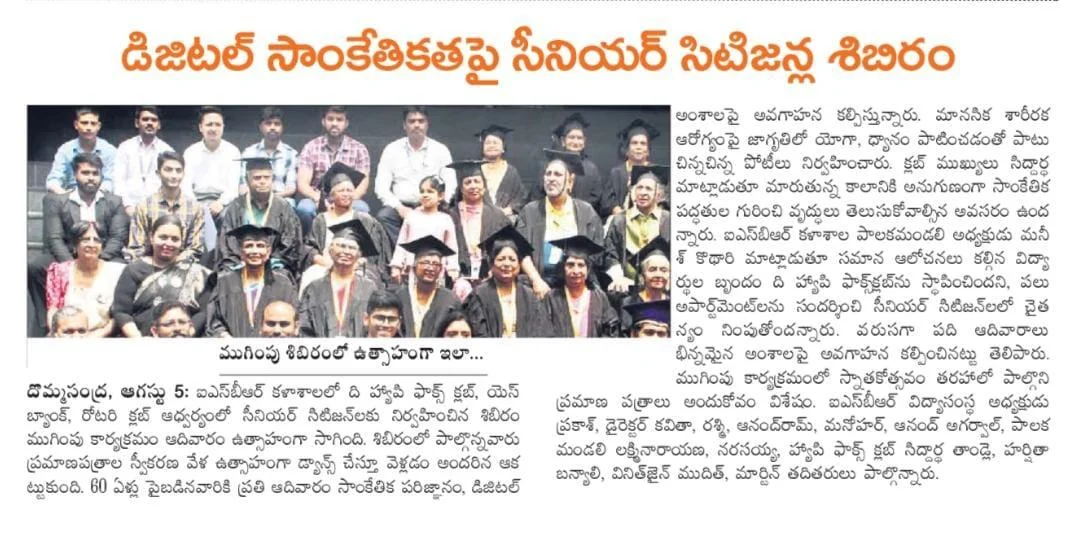 డిజిటల్ సాంకేతికతపై సీనియర్ సిటిజన్ల శిబిరం
ముగింపు శిబిరంలో ఉత్సాహంగా ఇలా...
దొమ్మసంద్ర, ఆగస్టు 5: ఐఎస్‌బీఆర్ కళాశాలలో ది హ్యాపి ఫాక్స్ క్లబ్, యెస్
బ్యాంక్, రోటరి క్లబ్ ఆధ్వర్యంలో సీనియర్ సిటిజన్‌లకు నిర్వహించిన శిబిరం
ముగింపు కార్యక్రమం ఆదివారం ఉత్సాహంగా సాగింది. శిబిరంలో పాల్గొన్నవారు
ప్రమాణపత్రాల స్వీకరణ వేళ ఉత్సాహంగా డ్యాన్స్ చేస్తూ వెళ్లడం అందరిన ఆక
ట్టుకుంది. 60 ఏళ్లు పైబడినవారికి ప్రతి ఆదివారం సాంకేతిక పరిజ్ఞానం, డిజిటల్
అంశాలపై అవగాహన కల్పిస్తున్నారు. మానసిక శారీరక
ఆరోగ్యంపై జాగృతిలో యోగా, ధ్యానం పాటించడంతో పాటు
చిన్నచిన్న పోటీలు నిర్వహించారు. క్లబ్ ముఖ్యులు సిద్దార్థ
మాట్లాడుతూ మారుతున్న కాలానికి అనుగుణంగా సాంకేతిక
పద్ధతుల గురించి వృద్ధులు తెలుసుకోవాల్సిన అవసరం ఉంద
న్నారు. ఐఎస్‌బీఆర్ కళాశాల పాలకమండలి అధ్యక్షుడు మనీ
శ్ కొఠారి మాట్లాడుతూ సమాన ఆలోచనలు కల్గిన విద్యా
ర్థుల బృందం ది హ్యాపి ఫాక్స్‌క్లబ్‌ను స్థాపించిందని, పలు
అపార్ట్‌మెంట్‌లను సందర్శించి సీనియర్ సిటిజన్‌లలో చైత
న్యం నింపుతోందన్నారు. వరుసగా పది ఆదివారాలు
భిన్నమైన అంశాలపై అవగాహన కల్పించినట్టు తెలిపారు.
ముగింపు కార్యక్రమంలో స్నాతకోత్సవం తరహాలో పాల్గొని
ప్రమాణ పత్రాలు అందుకోవం విశేషం. ఐఎస్‌బీఆర్ విద్యాసంస్థ అధ్యక్షుడు
ప్రకాశ్, డైరెక్టర్ కవితా, రశ్మి, ఆనంద్‌రామ్, మనోహర్, ఆనంద్ అగర్వాల్, పాలక
మండలి లక్ష్మినారాయణ, నరసయ్య, హ్యాపి ఫాక్స్ క్లబ్ సిద్దార్థ తాండ్లె, హర్షితా
బన్యాలి, వినిత్‌జైన్ ముదిత్, మార్టిన్ తదితరులు పాల్గొన్నారు.